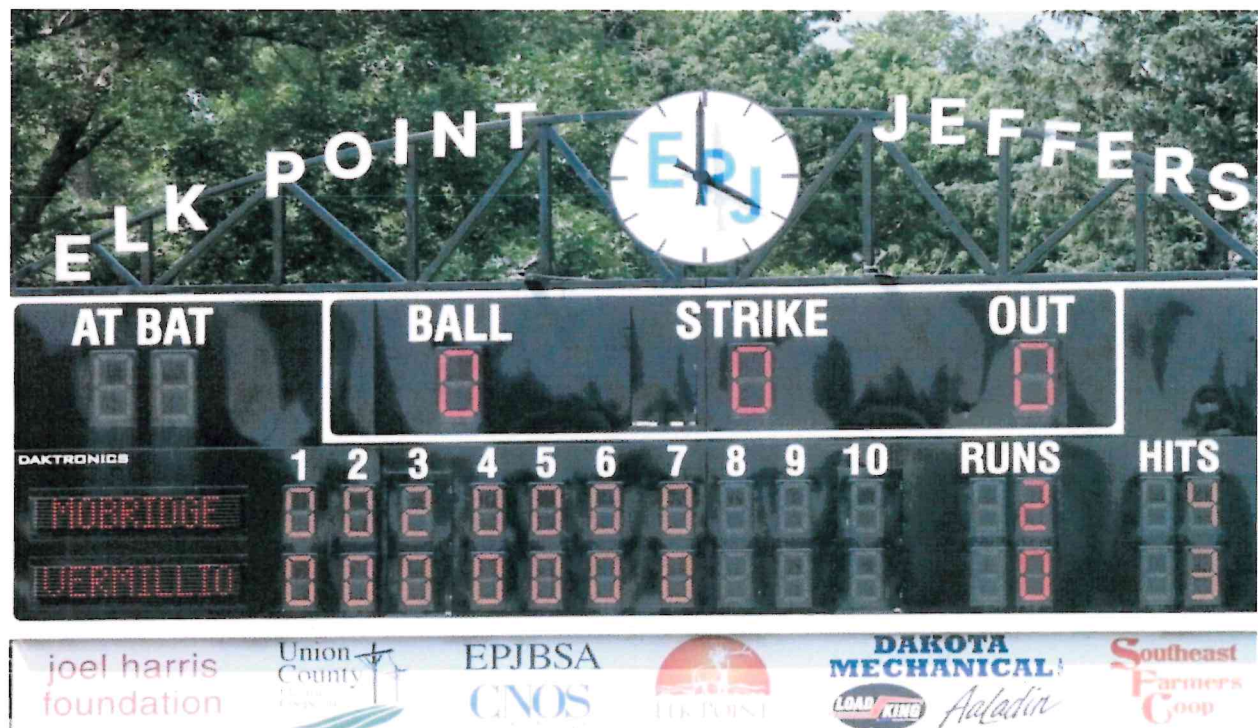 ELK POINT JEFFERS
EPJ
AT BAT BALL STRIKE OUT
0 0 0
DAKTRONICS 1 2 3 4 5 6 7 8 9 10 RUNS HITS
MOBRIDGE 0 0 2 0 0 0 0 2 4
VERMILLIO 0 0 0 0 0 0 0 0 3
joel harris
foundation
Union
County
EPJBSA
CNOS
ELK POINT
DAKOTA
MECHANICAL
LOAD KING Aaladin
Southeast
Farmers
Coop